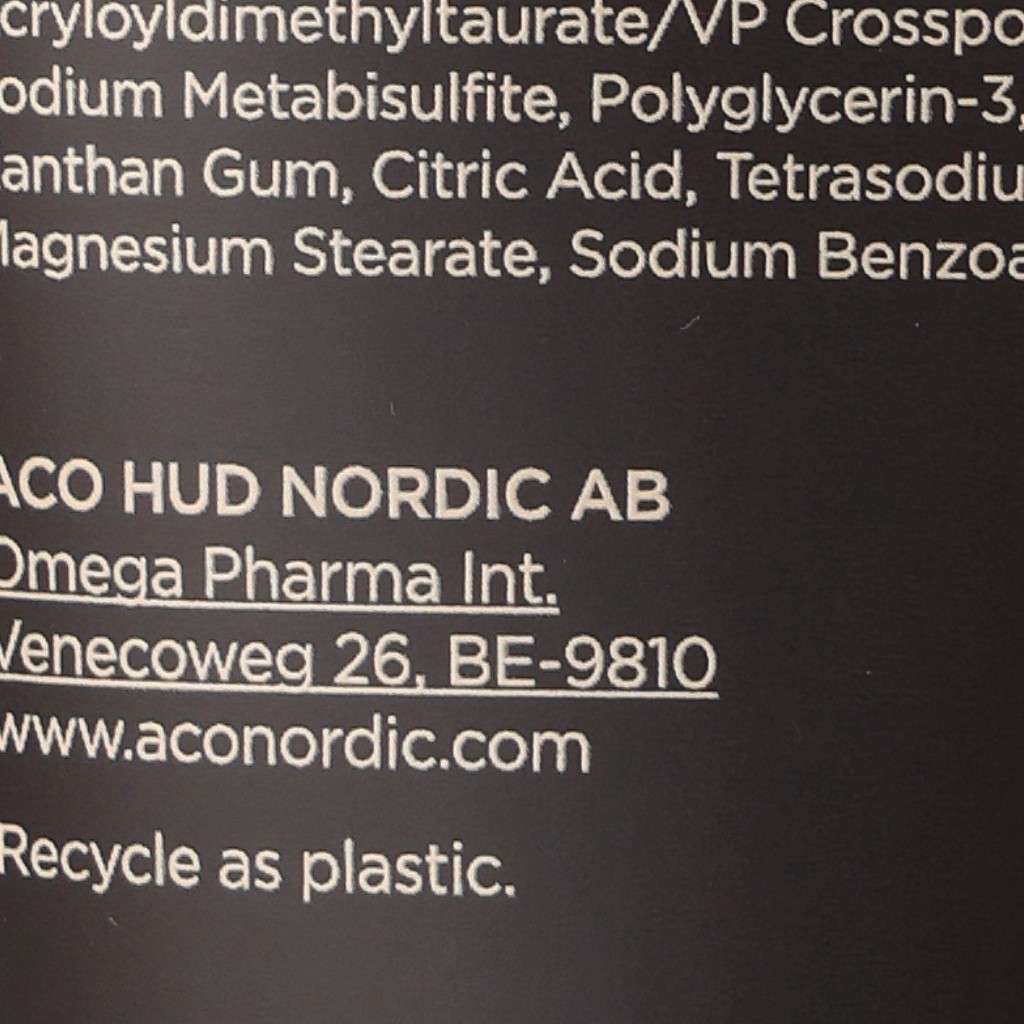 cryloyldimethyltaurate/VP Crosspo
odium Metabisulfite, Polyglycerin-3,
anthan Gum, Citric Acid, Tetrasodiu
Magnesium Stearate, Sodium Benzoa
ACO HUD NORDIC AB
Omega Pharma Int.
Venecoweg 26, BE-9810
www.aconordic.com
Recycle as plastic.